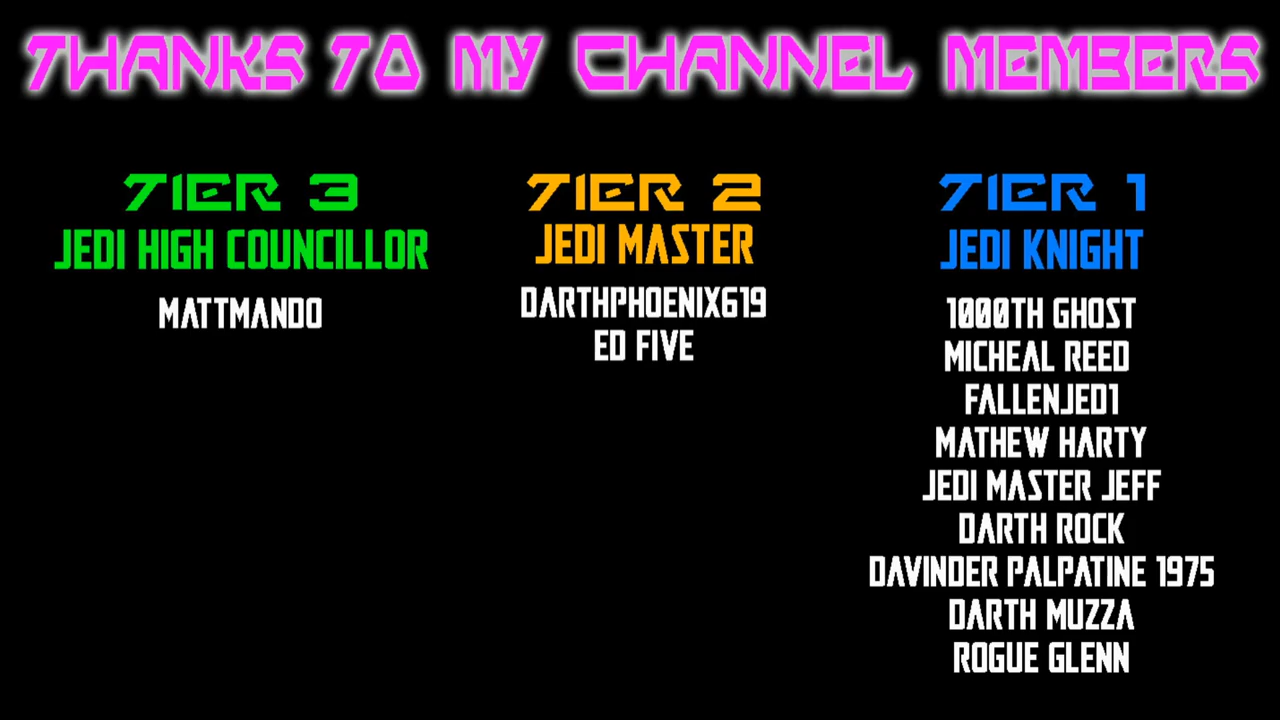 THANKS TO MY CHANNEL MEMBERS
TIER 3
JEDI HIGH COUNCILLOR
MATTMANDO
TIER 2
JEDI MASTER
DARTHPHOENIX619
ED FIVE
TIER 1
JEDI KNIGHT
1000TH GHOST
MICHEAL REED
FALLENJED1
MATHEW HARTY
JEDI MASTER JEFF
DARTH ROCK
DAVINDER PALPATINE 1975
DARTH MUZZA
ROGUE GLENN